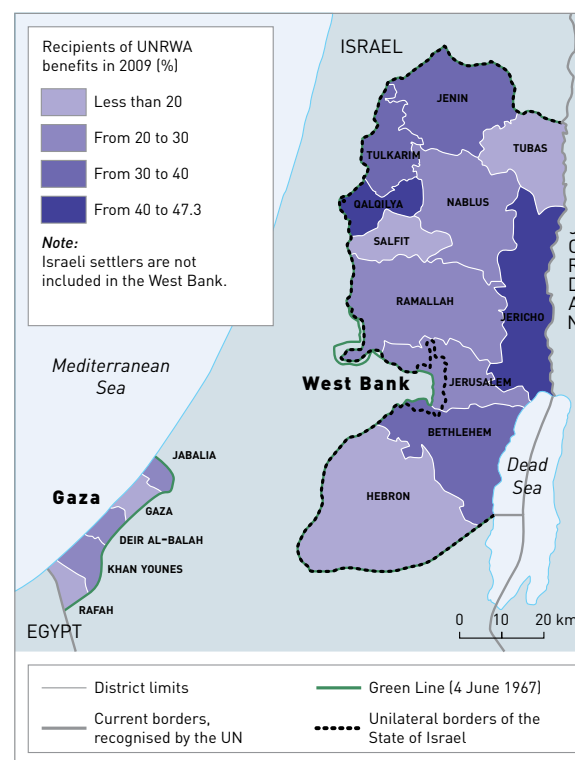 Recipients of UNRWA
benefits in 2009 (%)
Less than 20
From 20 to 30
From 30 to 40
From 40 to 47.3
Note:
Israeli settlers are not
included in the West Bank.
ISRAEL
JENIN
TUBAS
TULKARIM
QALQILYA
NABLUS
SALFIT
RAMALLAH
JERICHO
J
O
R
D
A
N
Mediterranean
Sea
West Bank
JERUSALEM
BETHLEHEM
HEBRON
Dead
Sea
JABALIA
Gaza
GAZA
DEIR AL-BALAH
KHAN YOUNES
RAFAH
EGYPT
0 10 20 km
District limits
Current borders,
recognised by the UN
Green Line (4 June 1967)
Unilateral borders of the
State of Israel